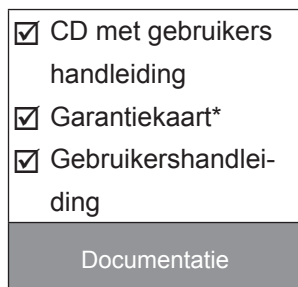 ☑ CD met gebruikers
handleiding
☑ Garantiekaart*
☑ Gebruikershandlei-
ding
Documentatie